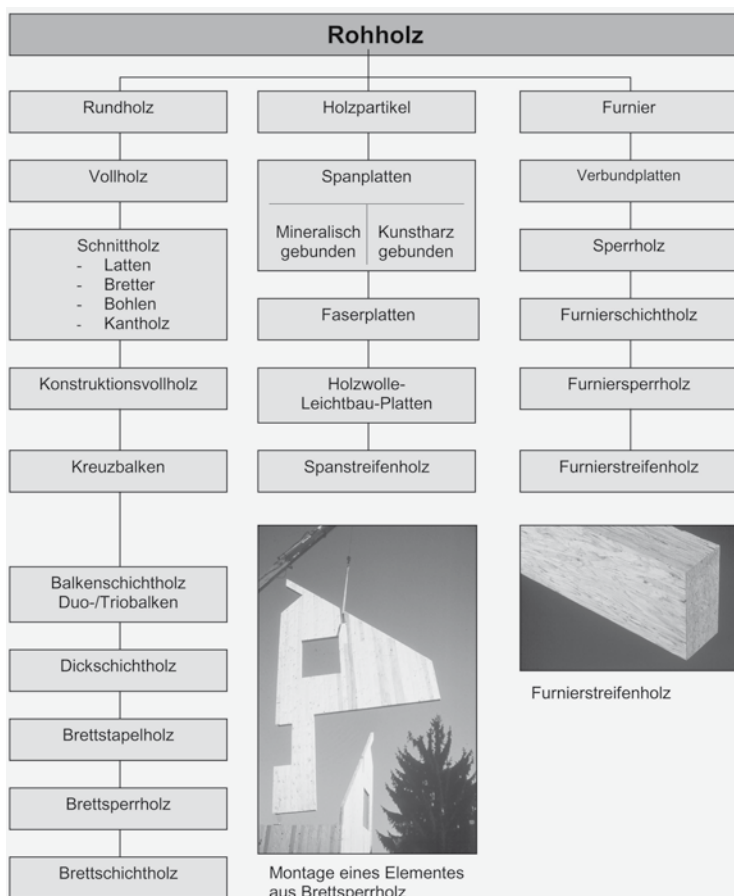 Rohholz
Rundholz
Vollholz
Schnittholz
- Latten
- Bretter
- Bohlen
- Kantholz
Konstruktionsvollholz
Kreuzbalken
Balkenschichtholz
Duo-/Triobalken
Dickschichtholz
Brettstapelholz
Brettsperrholz
Brettschichtholz
Holzpartikel
Spanplatten
Mineralisch
gebunden
Kunstharz
gebunden
Faserplatten
Holzwolle-
Leichtbau-Platten
Spanstreifenholz
Montage eines Elementes
aus Brettsperrholz
Furnier
Verbundplatten
Sperrholz
Furnierschichtholz
Furniersperrholz
Furnierstreifenholz
Furnierstreifenholz